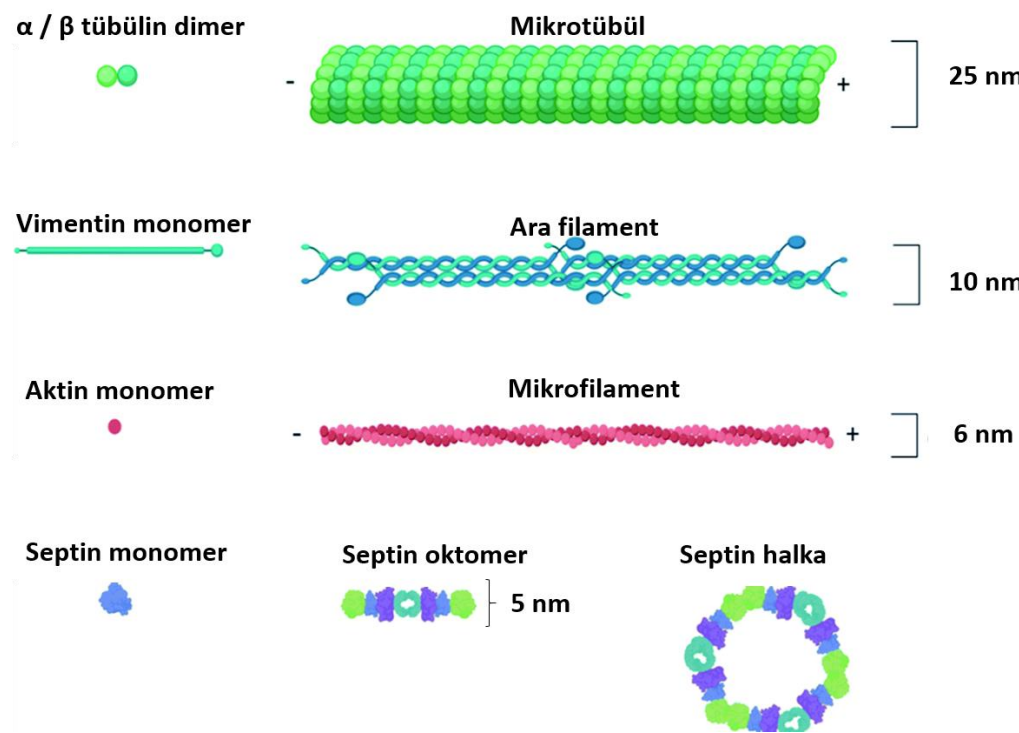 α / β tübülin dimer
Mikrotübül
-
+
25 nm
Vimentin monomer
Ara filament
10 nm
Aktin monomer
Mikrofilament
-
+
6 nm
Septin monomer
Septin oktomer
Septin halka
5 nm